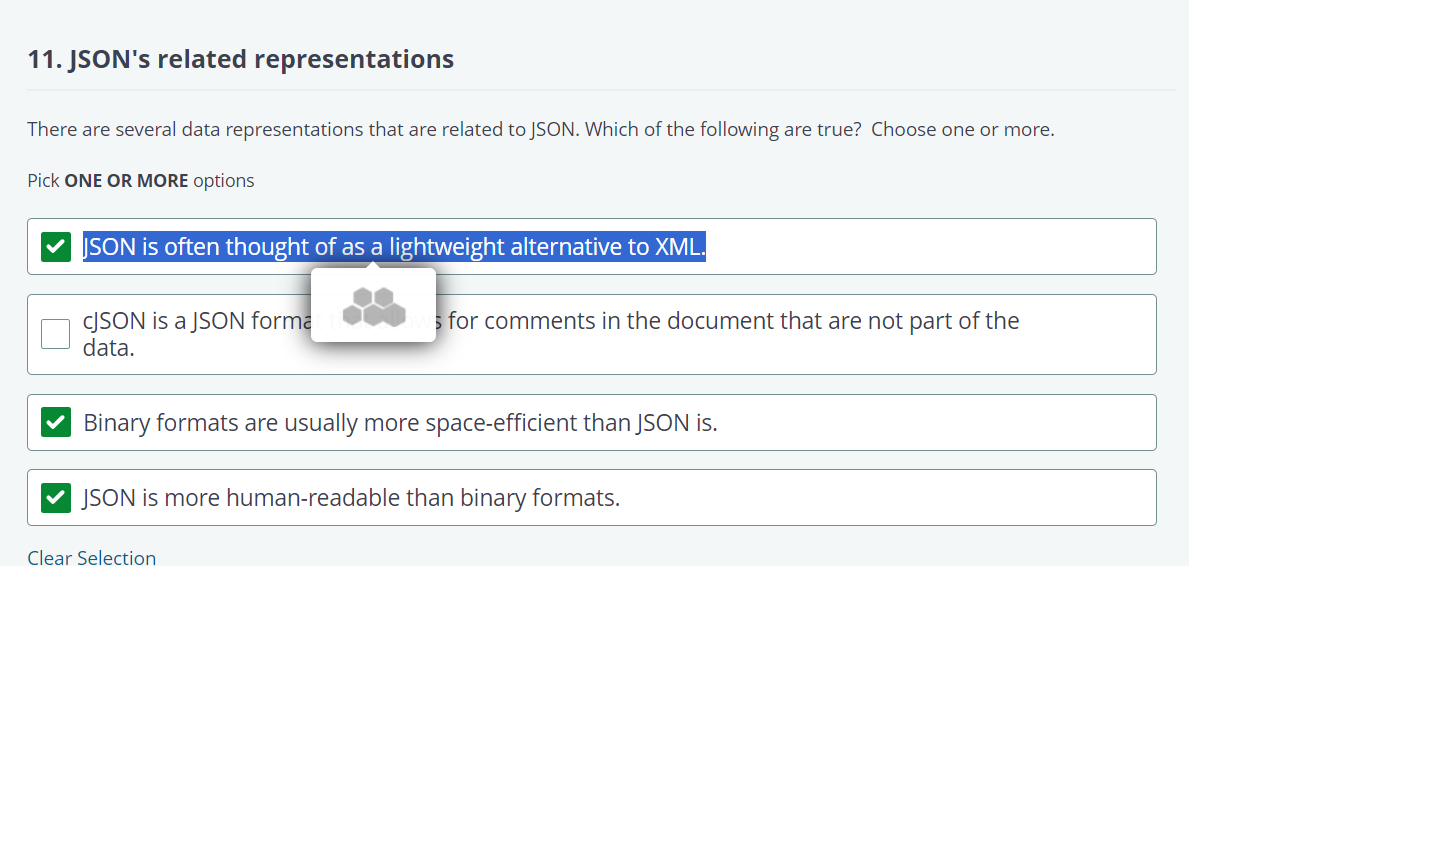 11. JSON's related representations
There are several data representations that are related to JSON. Which of the following are true? Choose one or more.
Pick ONE OR MORE options
JSON is often thought of as a lightweight alternative to XML.
cJSON is a JSON format for comments in the document that are not part of the
data.
Binary formats are usually more space-efficient than JSON is.
JSON is more human-readable than binary formats.
Clear Selection